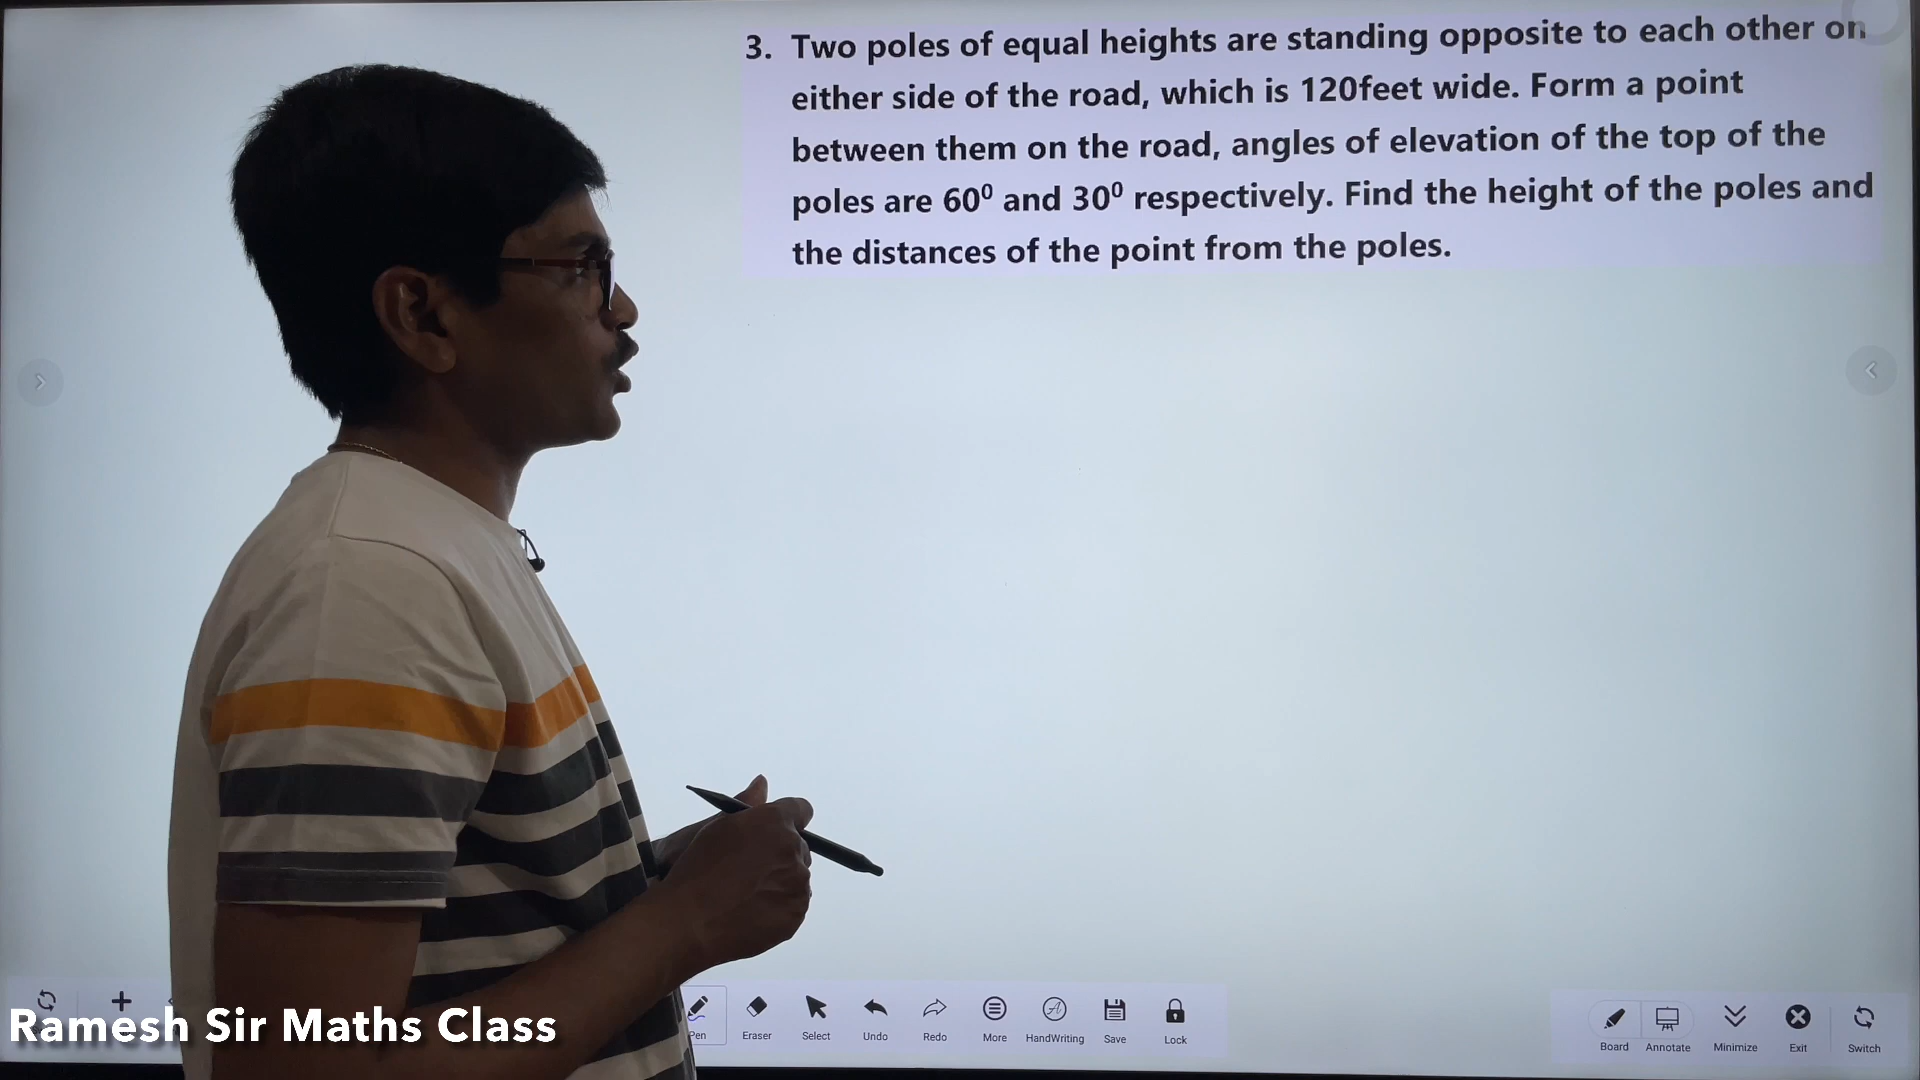 3. Two poles of equal heights are standing opposite to each other on
either side of the road, which is 120feet wide. Form a point
between them on the road, angles of elevation of the top of the
poles are 60⁰ and 30⁰ respectively. Find the height of the poles and
the distances of the point from the poles.
Ramesh Sir Maths Class
Pen Eraser Select Undo Redo More HandWriting Save Lock
Board Annotate Minimize Exit Switch